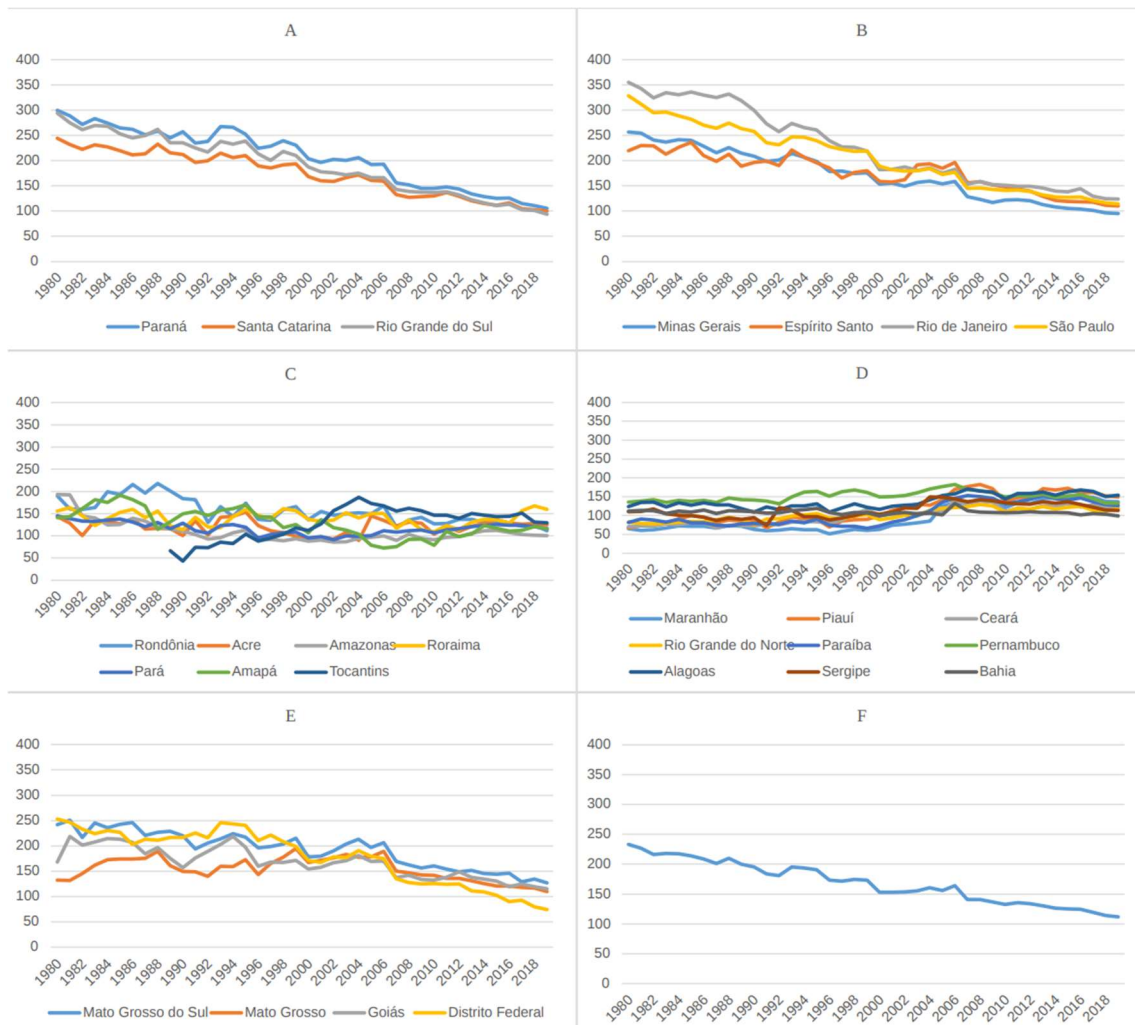 A
400
350
300
250
200
150
100
50
0
1980 1982 1984 1986 1988 1990 1992 1994 1996 1998 2000 2002 2004 2006 2008 2010 2012 2014 2016 2018
Paraná Santa Catarina Rio Grande do Sul
B
400
350
300
250
200
150
100
50
0
1980 1982 1984 1986 1988 1990 1992 1994 1996 1998 2000 2002 2004 2006 2008 2010 2012 2014 2016 2018
Minas Gerais Espírito Santo Rio de Janeiro São Paulo
C
400
350
300
250
200
150
100
50
0
1980 1982 1984 1986 1988 1990 1992 1994 1996 1998 2000 2002 2004 2006 2008 2010 2012 2014 2016 2018
Rondônia Acre Amazonas Roraima
Pará Amapá Tocantins
D
400
350
300
250
200
150
100
50
0
1980 1982 1984 1986 1988 1990 1992 1994 1996 1998 2000 2002 2004 2006 2008 2010 2012 2014 2016 2018
Maranhão Piauí Ceará
Rio Grande do Norte Paraíba Pernambuco
Alagoas Sergipe Bahia
E
400
350
300
250
200
150
100
50
0
1980 1982 1984 1986 1988 1990 1992 1994 1996 1998 2000 2002 2004 2006 2008 2010 2012 2014 2016 2018
Mato Grosso do Sul Mato Grosso Goiás Distrito Federal
F
400
350
300
250
200
150
100
50
0
1980 1982 1984 1986 1988 1990 1992 1994 1996 1998 2000 2002 2004 2006 2008 2010 2012 2014 2016 2018